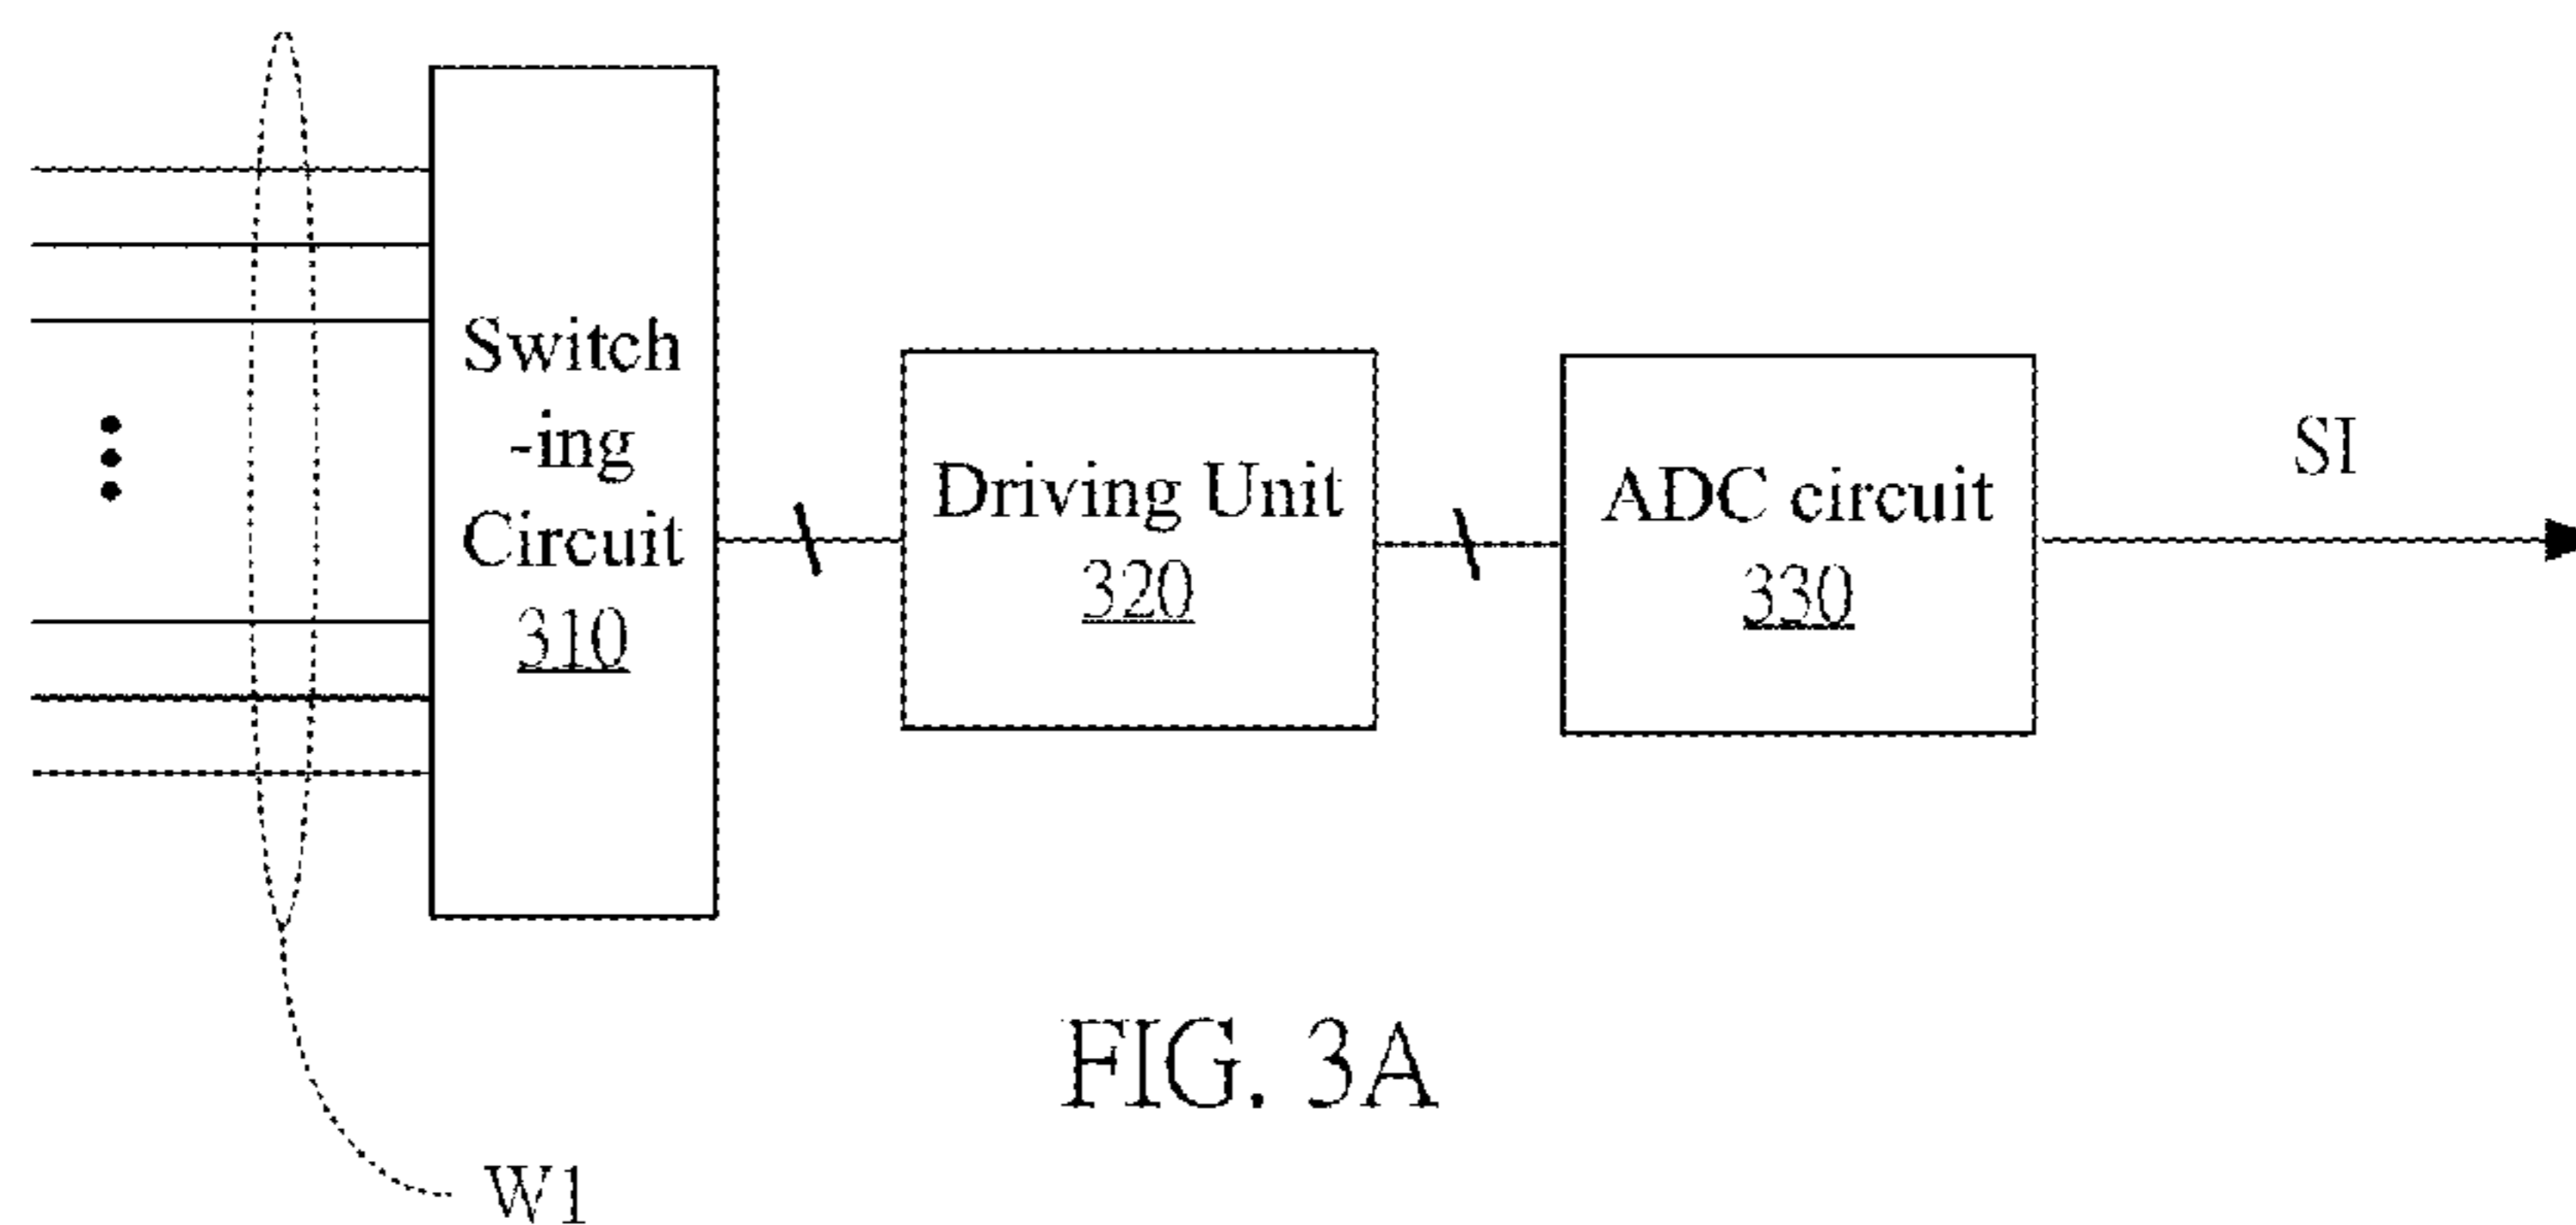 Switch
-ing
Circuit
310
Driving Unit
320
ADC circuit
330
SI
FIG. 3A
W1